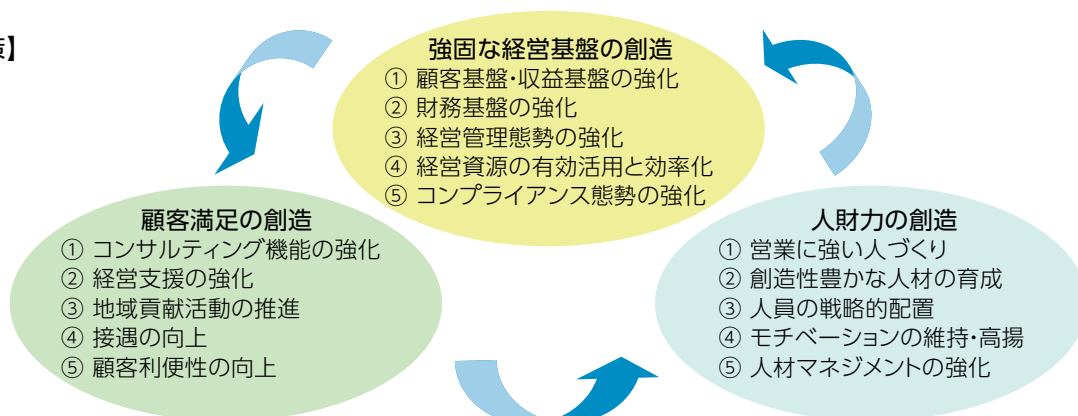 策】
強固な経営基盤の創造
① 顧客基盤・収益基盤の強化
② 財務基盤の強化
③ 経営管理態勢の強化
④ 経営資源の有効活用と効率化
⑤ コンプライアンス態勢の強化
顧客満足の創造
① コンサルティング機能の強化
② 経営支援の強化
③ 地域貢献活動の推進
④ 接遇の向上
⑤ 顧客利便性の向上
人財力の創造
① 営業に強い人づくり
② 創造性豊かな人材の育成
③ 人員の戦略的配置
④ モチベーションの維持・高揚
⑤ 人材マネジメントの強化